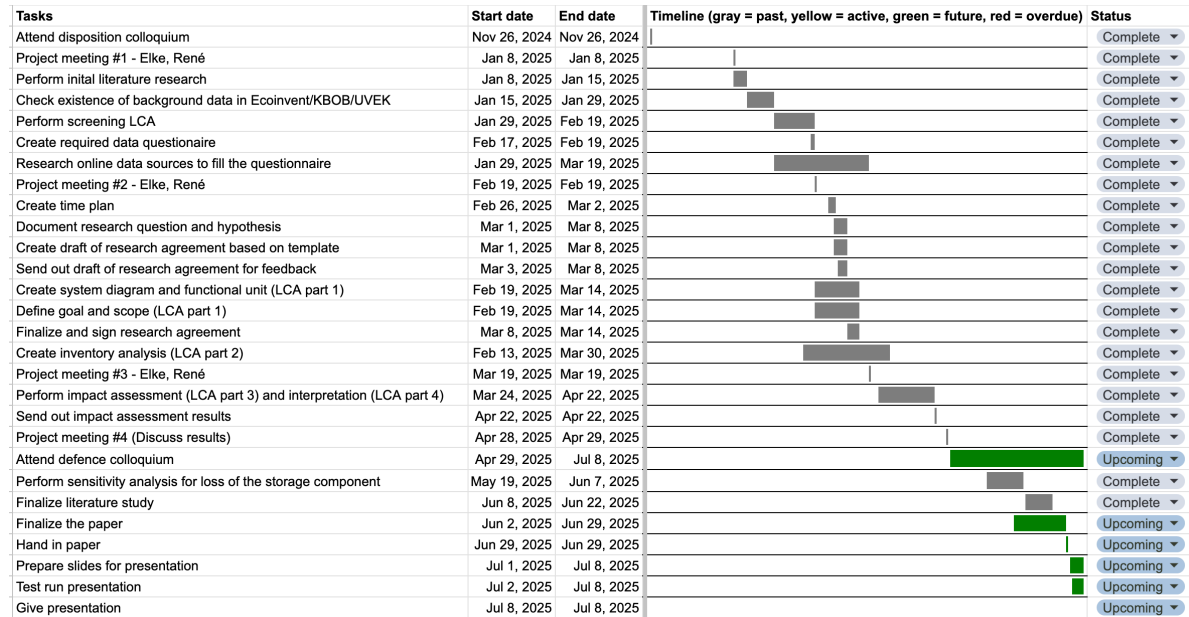 Tasks Start date End date Timeline (gray = past, yellow = active, green = future, red = overdue) Status
Attend disposition colloquium Nov 26, 2024 Nov 26, 2024 Complete
Project meeting #1 - Elke, René Jan 8, 2025 Jan 8, 2025 Complete
Perform inital literature research Jan 8, 2025 Jan 15, 2025 Complete
Check existence of background data in Ecoinvent/KBOB/UVEK Jan 15, 2025 Jan 29, 2025 Complete
Perform screening LCA Jan 29, 2025 Feb 19, 2025 Complete
Create required data questionaire Feb 17, 2025 Feb 19, 2025 Complete
Research online data sources to fill the questionnaire Jan 29, 2025 Mar 19, 2025 Complete
Project meeting #2 - Elke, René Feb 19, 2025 Feb 19, 2025 Complete
Create time plan Feb 26, 2025 Mar 2, 2025 Complete
Document research question and hypothesis Mar 1, 2025 Mar 8, 2025 Complete
Create draft of research agreement based on template Mar 1, 2025 Mar 8, 2025 Complete
Send out draft of research agreement for feedback Mar 3, 2025 Mar 8, 2025 Complete
Create system diagram and functional unit (LCA part 1) Feb 19, 2025 Mar 14, 2025 Complete
Define goal and scope (LCA part 1) Feb 19, 2025 Mar 14, 2025 Complete
Finalize and sign research agreement Mar 8, 2025 Mar 14, 2025 Complete
Create inventory analysis (LCA part 2) Feb 13, 2025 Mar 30, 2025 Complete
Project meeting #3 - Elke, René Mar 19, 2025 Mar 19, 2025 Complete
Perform impact assessment (LCA part 3) and interpretation (LCA part 4) Mar 24, 2025 Apr 22, 2025 Complete
Send out impact assessment results Apr 22, 2025 Apr 22, 2025 Complete
Project meeting #4 (Discuss results) Apr 28, 2025 Apr 29, 2025 Complete
Attend defence colloquium Apr 29, 2025 Jul 8, 2025 Upcoming
Perform sensitivity analysis for loss of the storage component May 19, 2025 Jun 7, 2025 Complete
Finalize literature study Jun 8, 2025 Jun 22, 2025 Complete
Finalize the paper Jun 2, 2025 Jun 29, 2025 Upcoming
Hand in paper Jun 29, 2025 Jun 29, 2025 Upcoming
Prepare slides for presentation Jul 1, 2025 Jul 8, 2025 Upcoming
Test run presentation Jul 2, 2025 Jul 8, 2025 Upcoming
Give presentation Jul 8, 2025 Jul 8, 2025 Upcoming